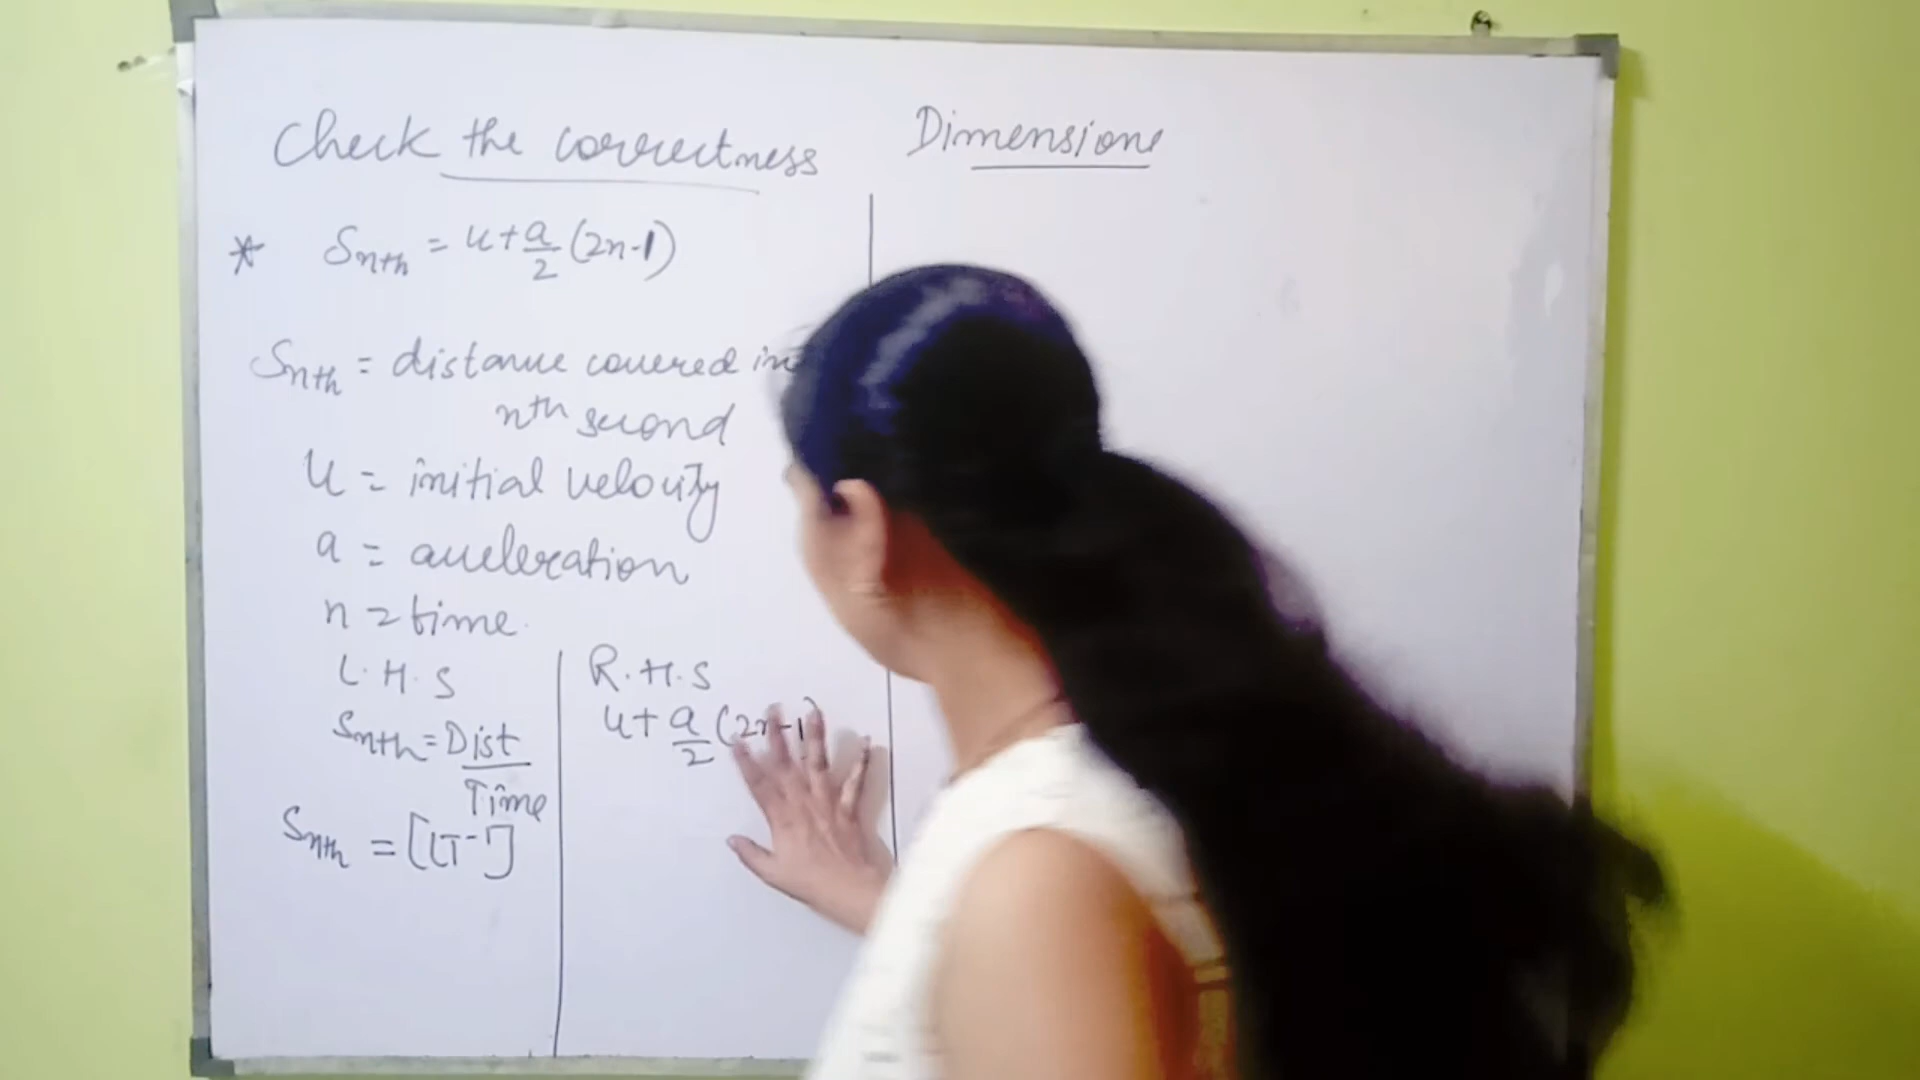 Check the correctness
* Snth = u+a/2 (2n-1)
Snth = distance covered in
nth second
u = initial velocity
a = acceleration
n = time.
L.H.S
Snth = Dist/Time
Snth = [LT-1]
R.H.S
u+a/2 (2n-1)
Dimensions